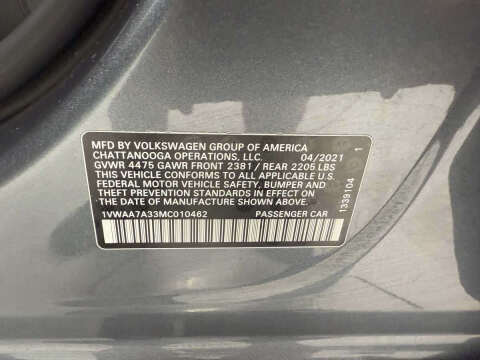 MFD BY VOLKSWAGEN GROUP OF AMERICA
CHATTANOOGA OPERATIONS, LLC. 04/2021
GVWR 4475 GAWR FRONT 2381 / REAR 2205 LBS
THIS VEHICLE CONFORMS TO ALL APPLICABLE U.S.
FEDERAL MOTOR VEHICLE SAFETY, BUMPER AND
THEFT PREVENTION STANDARDS IN EFFECT ON
THE DATE OF MANUFACTURE SHOWN ABOVE.
1VWAA7A33MC010462 PASSENGER CAR
1339104 1